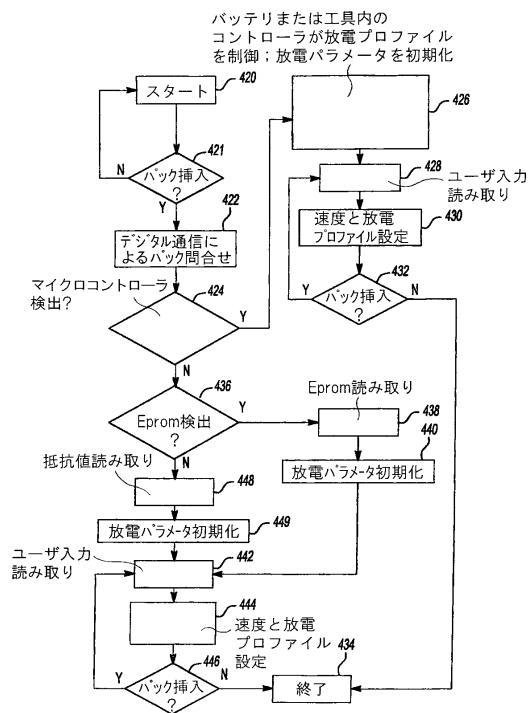 バッテリまたは工具内の
コントローラが放電プロファイル
を制御；放電パラメータを初期化
420
スタート
426
421
N
パック挿入
?
Y
422
デジタル通信に
よるパック問合せ
428
ユーザ入力
読み取り
速度と放電
プロファイル設定
430
マイクロコントローラ
検出?
424
Y
N
432
Y
パック挿入
?
N
436
Eprom検出
?
Y
N
Eprom読み取り
438
440
放電パラメータ初期化
抵抗値読み取り
448
放電パラメータ初期化
449
ユーザ入力
読み取り
442
444
速度と放電
プロファイル
設定
446
Y
パック挿入
?
N
434
終了